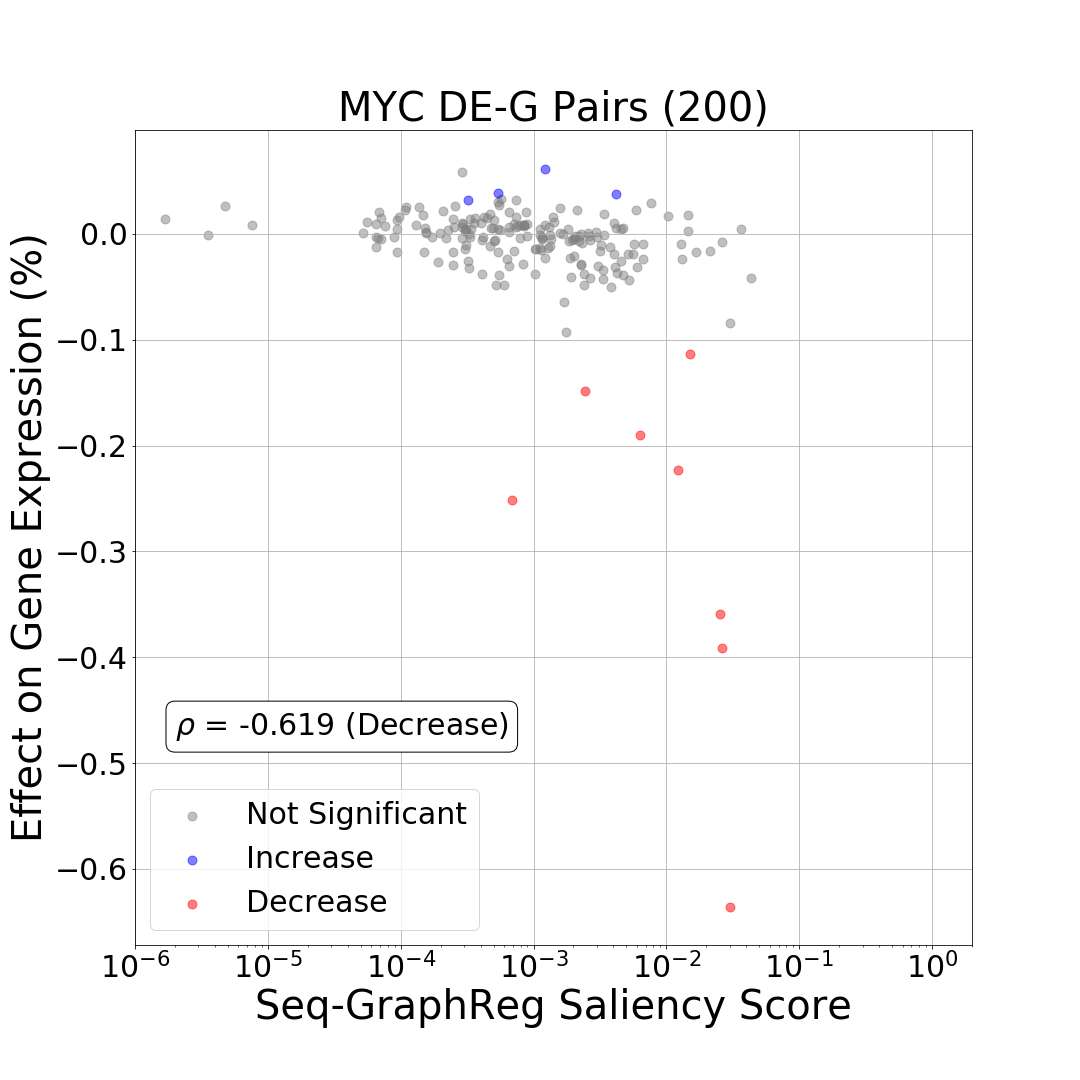 MYC DE-G Pairs (200)
Effect on Gene Expression (%)
0.0
−0.1
−0.2
−0.3
−0.4
−0.5
−0.6
ρ = -0.619 (Decrease)
Not Significant
Increase
Decrease
10⁻⁶ 10⁻⁵ 10⁻⁴ 10⁻³ 10⁻² 10⁻¹ 10⁰
Seq-GraphReg Saliency Score